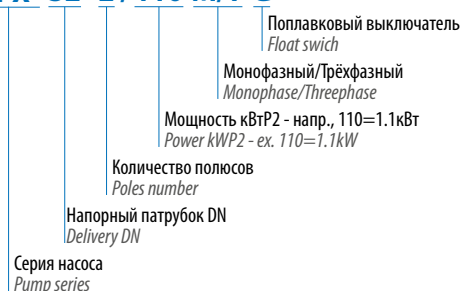 Поплавковый выключатель
Float swich
Монофазный/Трёхфазный
Monophase/Threephase
Мощность кВтP2 - напр., 110=1.1кВт
Power kWP2 - ex. 110=1.1kW
Количество полюсов
Poles number
Напорный патрубок DN
Delivery DN
Серия насоса
Pump series